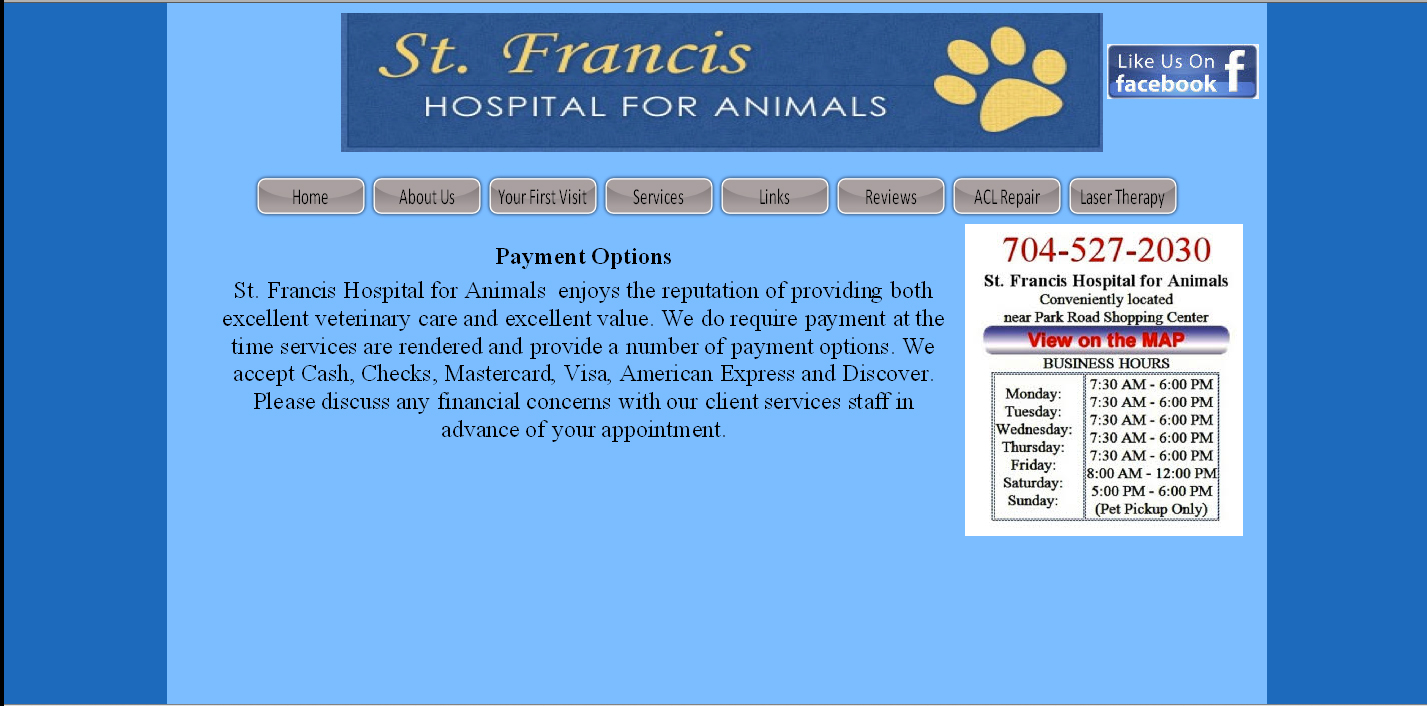 St. Francis
HOSPITAL FOR ANIMALS
Like Us On
facebook
Home
About Us
Your First Visit
Services
Links
Reviews
ACL Repair
Laser Therapy
Payment Options
St. Francis Hospital for Animals enjoys the reputation of providing both
excellent veterinary care and excellent value. We do require payment at the
time services are rendered and provide a number of payment options. We
accept Cash, Checks, Mastercard, Visa, American Express and Discover.
Please discuss any financial concerns with our client services staff in
advance of your appointment.
704-527-2030
St. Francis Hospital for Animals
Conveniently located
near Park Road Shopping Center
View on the MAP
BUSINESS HOURS
Monday:
Tuesday:
Wednesday:
Thursday:
Friday:
Saturday:
Sunday:
7:30 AM - 6:00 PM
7:30 AM - 6:00 PM
7:30 AM - 6:00 PM
7:30 AM - 6:00 PM
7:30 AM - 6:00 PM
8:00 AM - 12:00 PM
5:00 PM - 6:00 PM
(Pet Pickup Only)